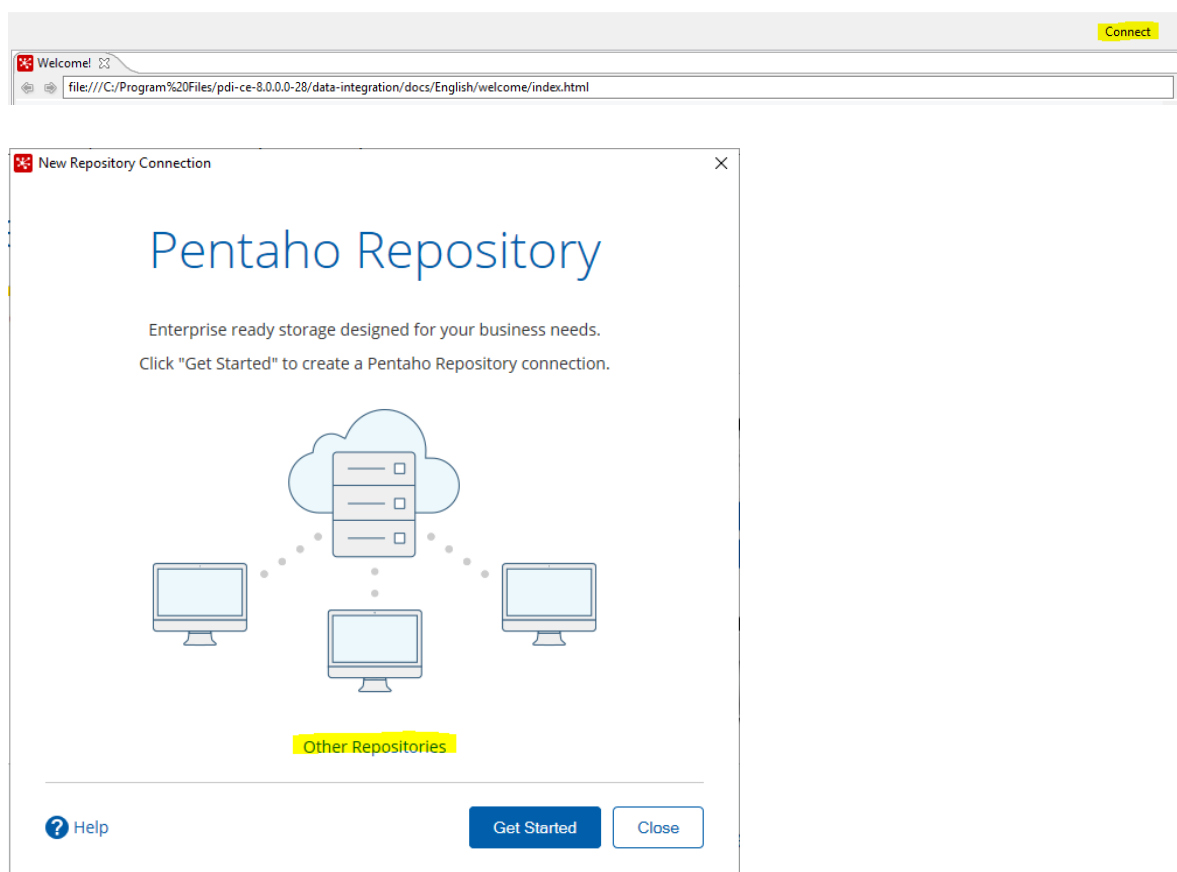 Connect
Welcome!
file:///C:/Program%20Files/pdi-ce-8.0.0.0-28/data-integration/docs/English/welcome/index.html
New Repository Connection
Pentaho Repository
Enterprise ready storage designed for your business needs.
Click "Get Started" to create a Pentaho Repository connection.
Other Repositories
? Help
Get Started
Close